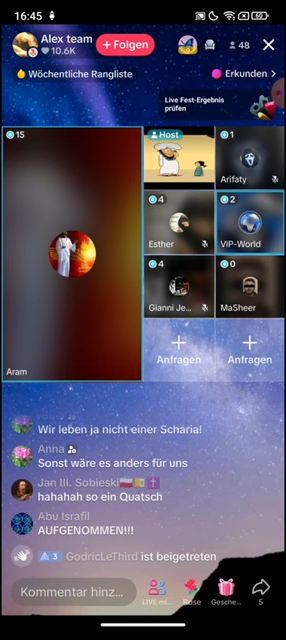 16:45
60
Alex team
10.6K
+ Folgen
48
Wöchentliche Rangliste
Erkunden >
Live Fest-Ergebnis
prüfen
15
Host
1
Arifaty
4
2
Esther
VIP-World
4
0
Gianni Je...
MaSheer
Anfragen
Anfragen
Aram
Wir leben ja nicht einer Scharia!
Anna
Sonst wäre es anders für uns
Jan III. Sobieski
hahahah so ein Quatsch
Abu Israfil
AUFGENOMMEN!!!
3 GodricLeThird ist beigetreten
Kommentar hinz...
LIVE mi...
Rose
Gesche...
5